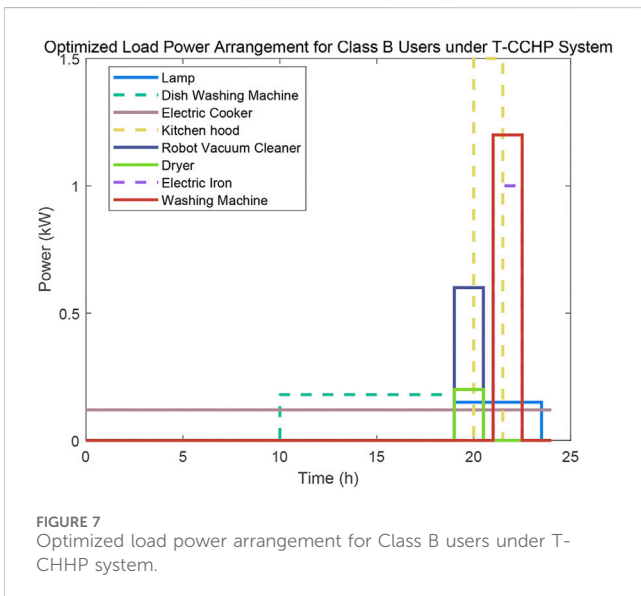 Optimized Load Power Arrangement for Class B Users under T-CCHP System
1.5
Lamp
Dish Washing Machine
Electric Cooker
Kitchen hood
Robot Vacuum Cleaner
Dryer
Electric Iron
Washing Machine
1
Power (kW)
0.5
0
0 5 10 15 20 25
Time (h)
FIGURE 7
Optimized load power arrangement for Class B users under T-
CHHP system.